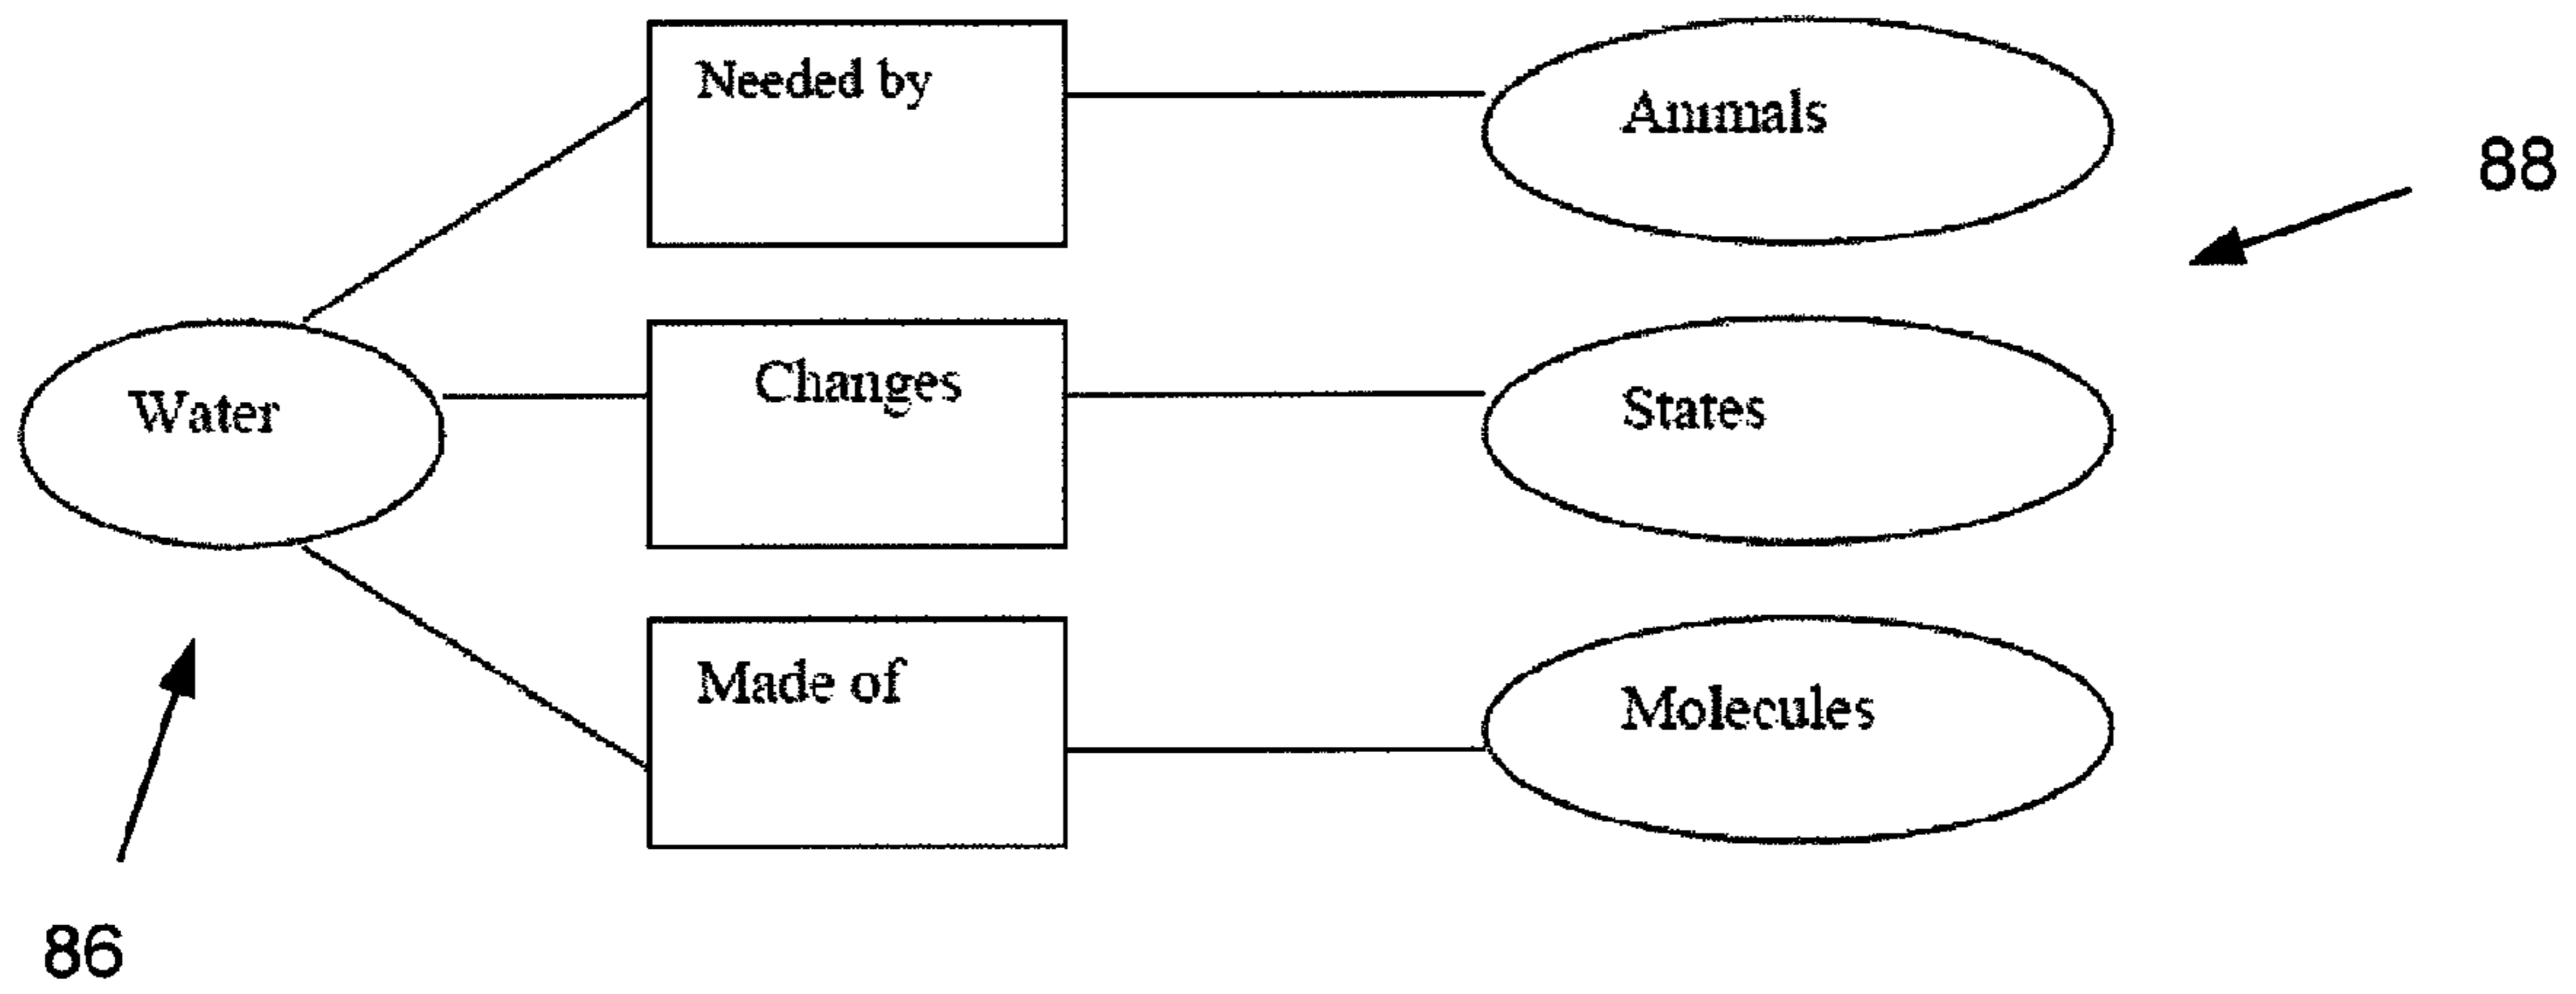 Needed by
Animals
88
Water
Changes
States
Made of
Molecules
86